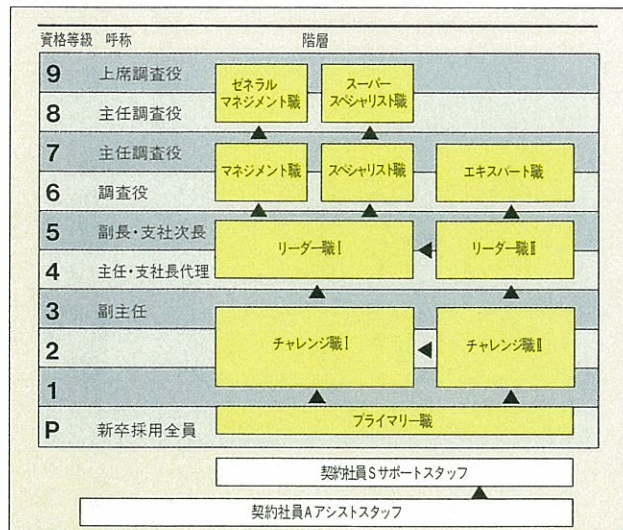 資格等級 呼称 階層
9 上席調査役
ゼネラル
マネジメント職
スーパー
スペシャリスト職
8 主任調査役
7 主任調査役
マネジメント職 スペシャリスト職 エキスパート職
6 調査役
5 副長・支社次長
リーダー職Ⅰ リーダー職Ⅱ
4 主任・支社長代理
3 副主任
チャレンジ職Ⅰ チャレンジ職Ⅱ
2
1
プライマリー職
P 新卒採用全員
契約社員Sサポートスタッフ
契約社員Aアシストスタッフ